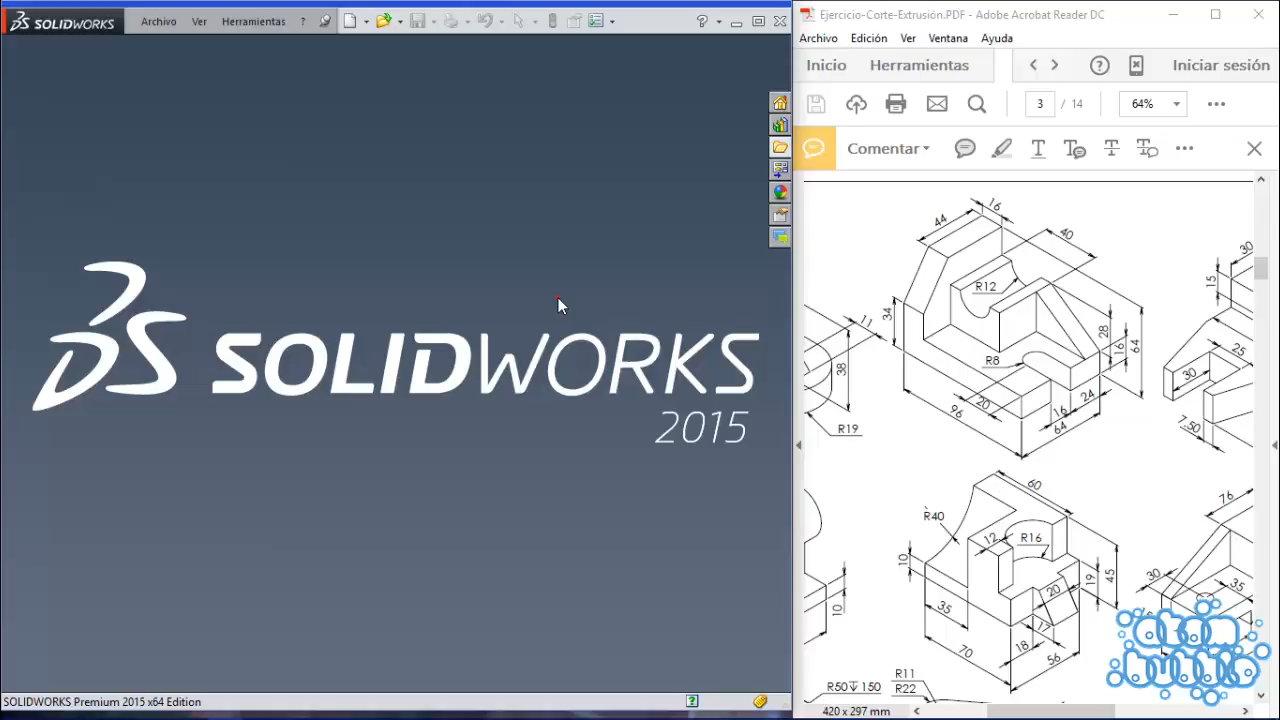 SOLIDWORKS
Archivo
Ver
Herramientas
?
Ejercicio-Corte-Extrusión.PDF - Adobe Acrobat Reader DC
Archivo
Edición
Ver
Ventana
Ayuda
Inicio
Herramientas
Iniciar sesión
3 / 14
64%
Comentar
SOLIDWORKS
2015
16
44
40
R12
34
28
16
64
R8
20
96
16
24
64
11
38
R19
30
15
25
30
7.50
60
R40
12
R16
10
45
19
20
35
17
18
70
56
10
76
30
35
R11
R22
R50↧150
SOLIDWORKS Premium 2015 x64 Edition
420 x 297 mm